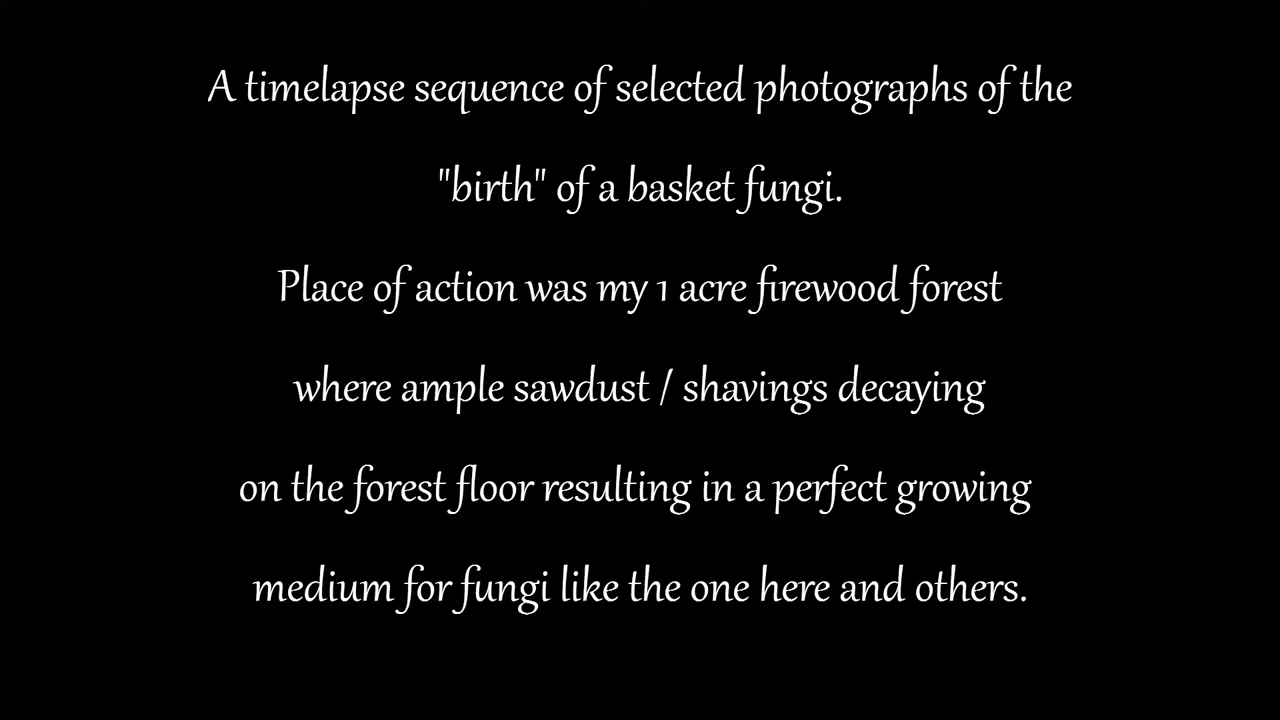 A timelapse sequence of selected photographs of the
"birth" of a basket fungi.
Place of action was my 1 acre firewood forest
where ample sawdust / shavings decaying
on the forest floor resulting in a perfect growing
medium for fungi like the one here and others.